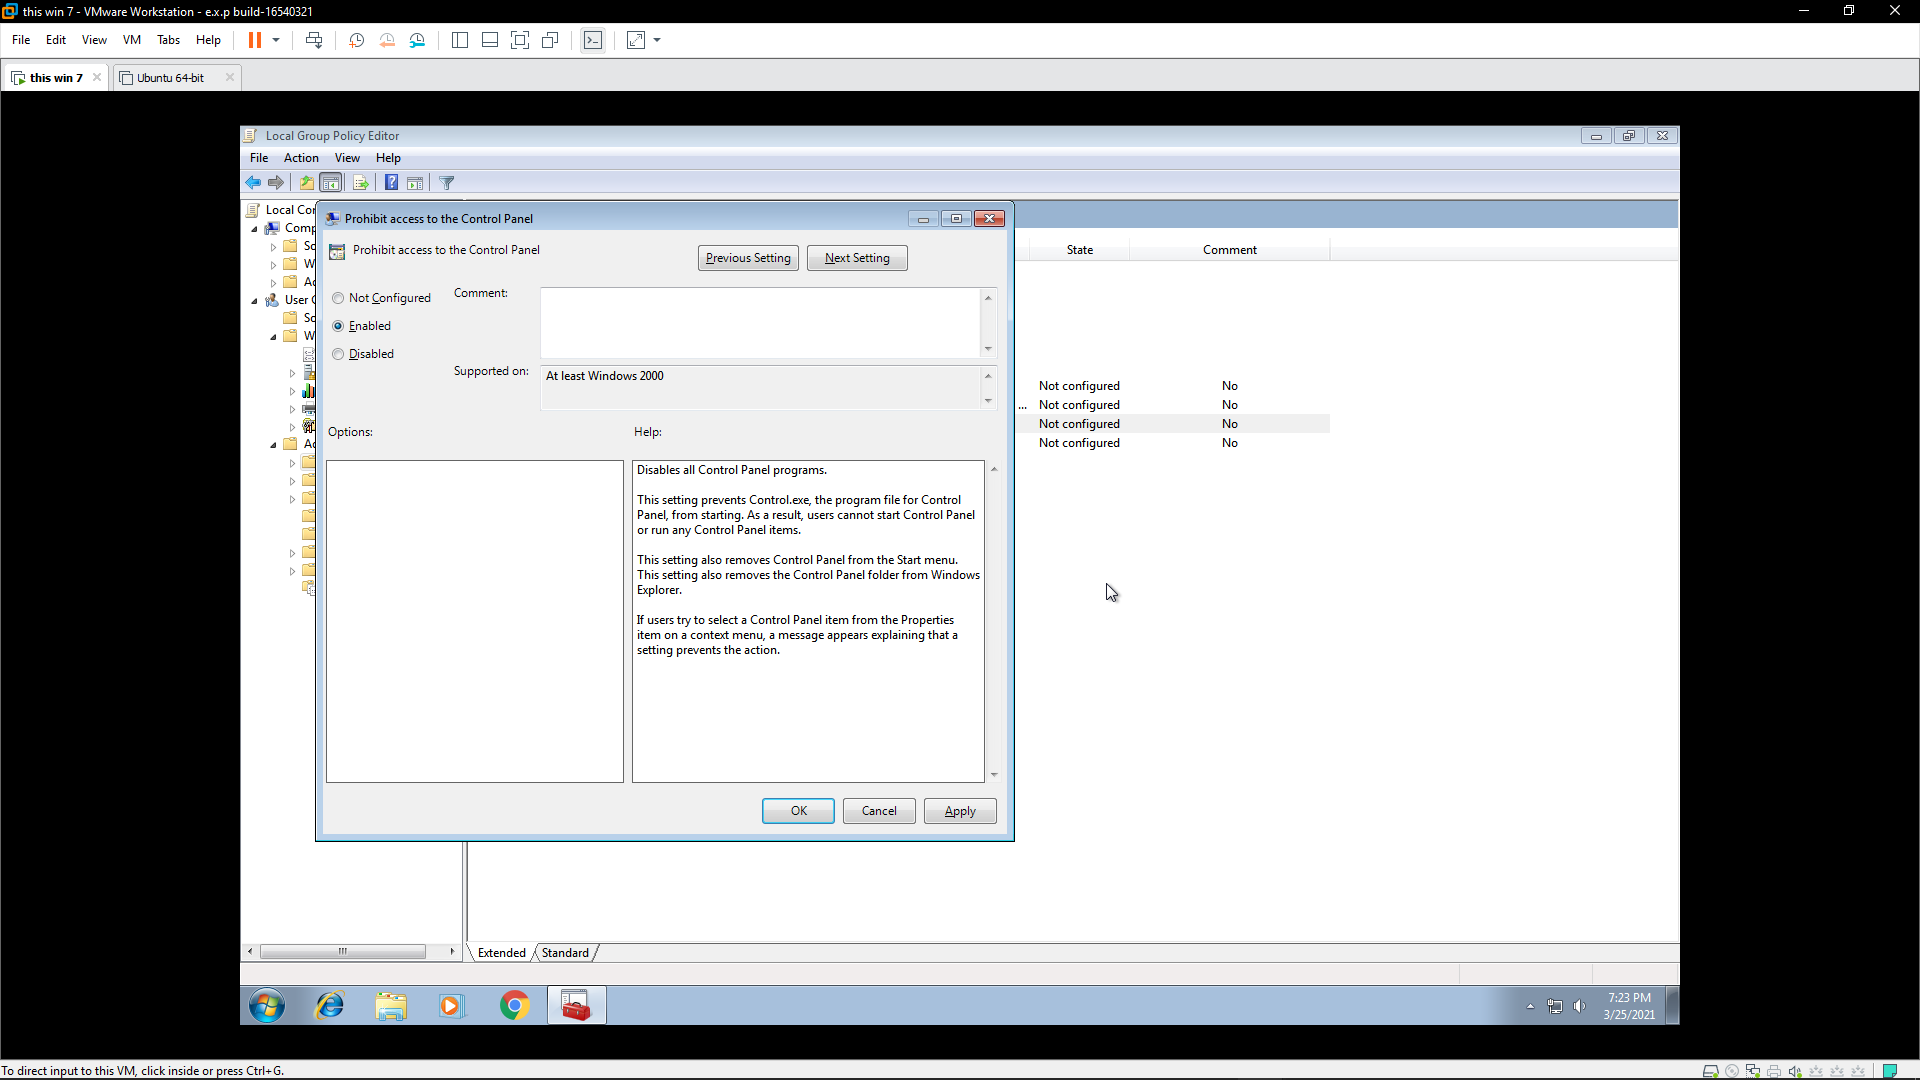 this win 7 - VMware Workstation - e.x.p build-16540321
File Edit View VM Tabs Help
this win 7
Ubuntu 64-bit
Local Group Policy Editor
File Action View Help
Local Cor
Comp
So
W
Ad
User C
So
W
Ad
Prohibit access to the Control Panel
Prohibit access to the Control Panel
Previous Setting
Next Setting
Not Configured
Enabled
Disabled
Comment:
Supported on:
At least Windows 2000
Options:
Help:
Disables all Control Panel programs.
This setting prevents Control.exe, the program file for Control
Panel, from starting. As a result, users cannot start Control Panel
or run any Control Panel items.
This setting also removes Control Panel from the Start menu.
This setting also removes the Control Panel folder from Windows
Explorer.
If users try to select a Control Panel item from the Properties
item on a context menu, a message appears explaining that a
setting prevents the action.
OK
Cancel
Apply
State Comment
Not configured No
... Not configured No
Not configured No
Not configured No
Extended
Standard
7:23 PM
3/25/2021
To direct input to this VM, click inside or press Ctrl+G.